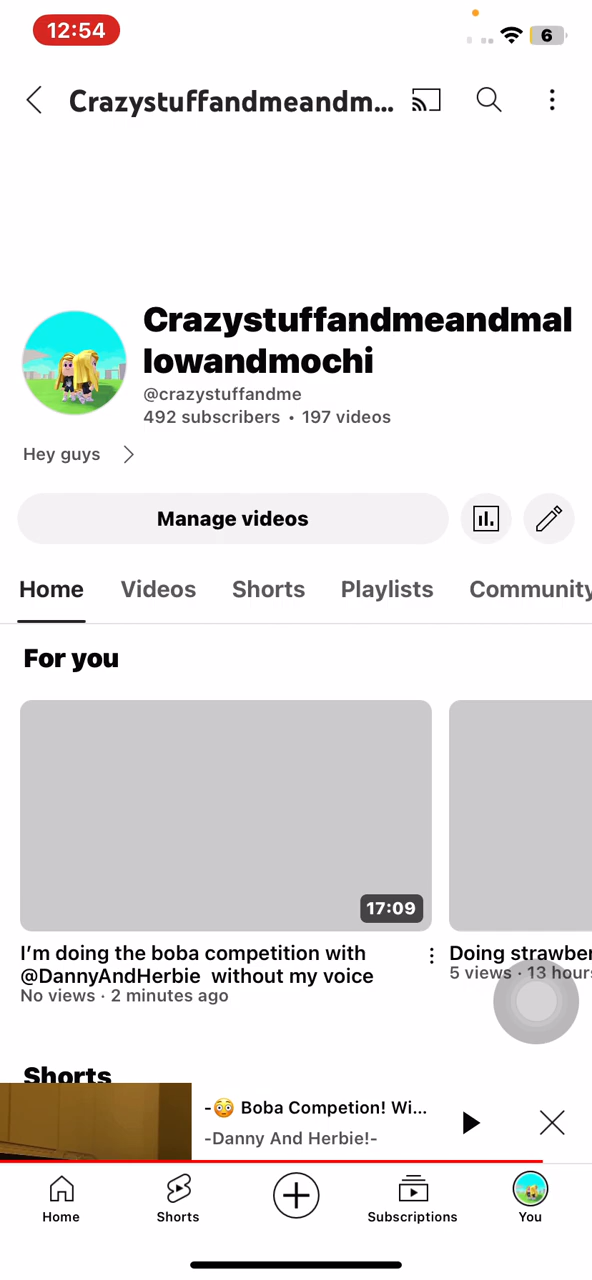 12:54
6
Crazystuffandmeandm...
Crazystuffandmeandmal
lowandmochi
@crazystuffandme
492 subscribers • 197 videos
Hey guys
Manage videos
Home Videos Shorts Playlists Community
For you
17:09
I'm doing the boba competition with
@DannyAndHerbie without my voice
No views · 2 minutes ago
Doing strawber
5 views · 13 hours
Shorts
-😳 Boba Competion! Wi...
-Danny And Herbie!-
Home Shorts Subscriptions You